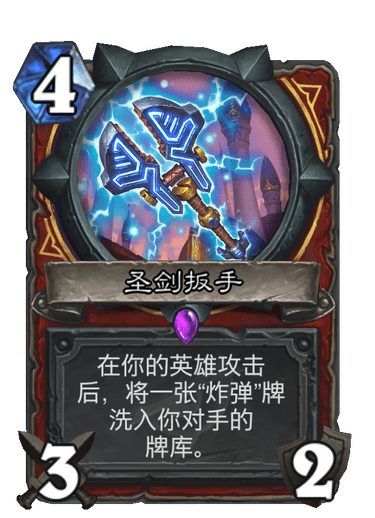 4
圣剑扳手
在你的英雄攻击
后，将一张“炸弹”牌
洗入你对手的
牌库。
3
2